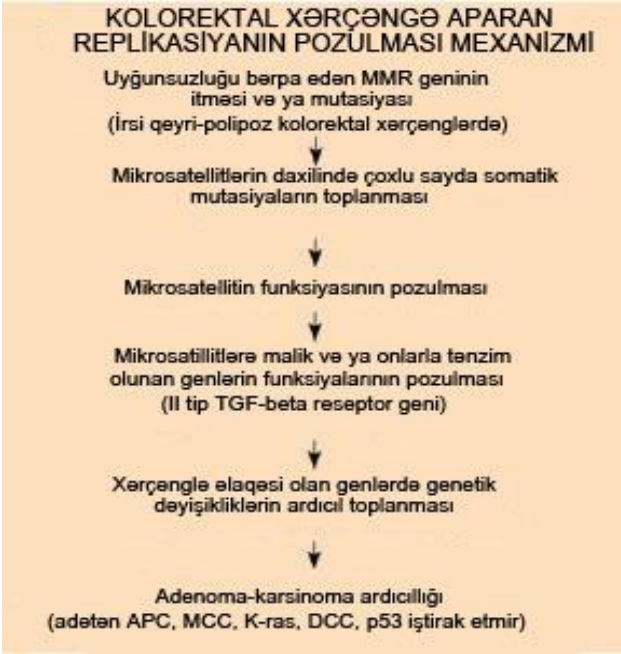 KOLOREKTAL XƏRÇƏNGƏ APARAN
REPLİKASİYANIN POZULMASI MEXANİZMİ
Uyğunsuzluğu bərpa edən MMR geninin
itməsi və ya mutasiyası
(İrsi qeyri-polipoz kolorektal xərçənglərdə)
Mikrosatellitlərin daxilində çoxlu sayda somatik
mutasiyaların toplanması
Mikrosatellitin funksiyasının pozulması
Mikrosatillitlərə malik və ya onlarla tənzim
olunan genlərin funksiyalarının pozulması
(II tip TGF-beta reseptor geni)
Xərçənglə əlaqəsi olan genlərdə genetik
dəyişikliklərin ardıcıl toplanması
Adenoma-karsinoma ardıcıllığı
(adətən APC, MCC, K-ras, DCC, p53 iştirak etmir)